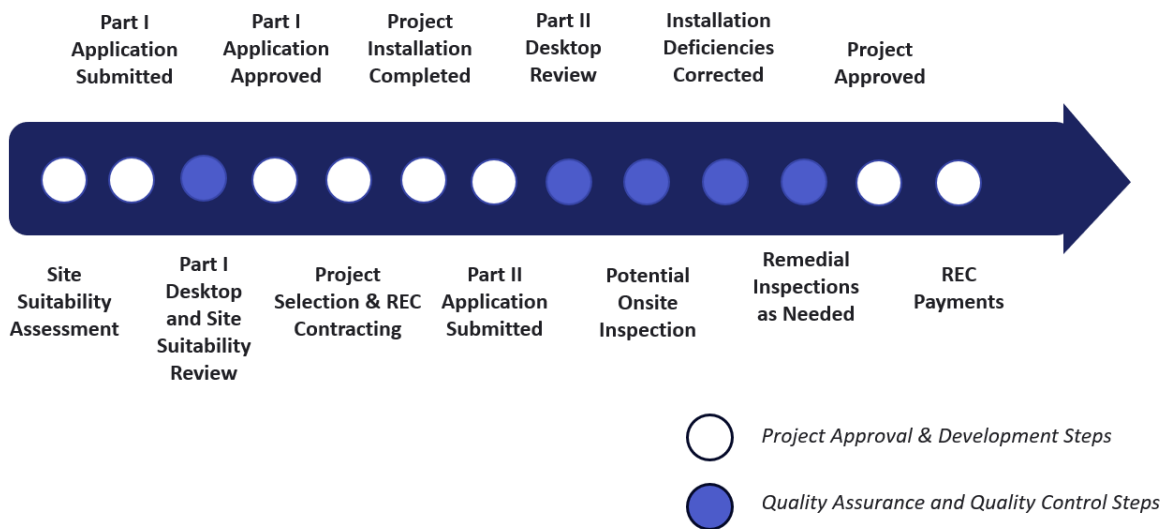 Part I
Application
Submitted
Part I
Application
Approved
Project
Installation
Completed
Part II
Desktop
Review
Installation
Deficiencies
Corrected
Project
Approved
Site
Suitability
Assessment
Part I
Desktop
and Site
Suitability
Review
Project
Selection & REC
Contracting
Part II
Application
Submitted
Potential
Onsite
Inspection
Remedial
Inspections
as Needed
REC
Payments
Project Approval & Development Steps
Quality Assurance and Quality Control Steps